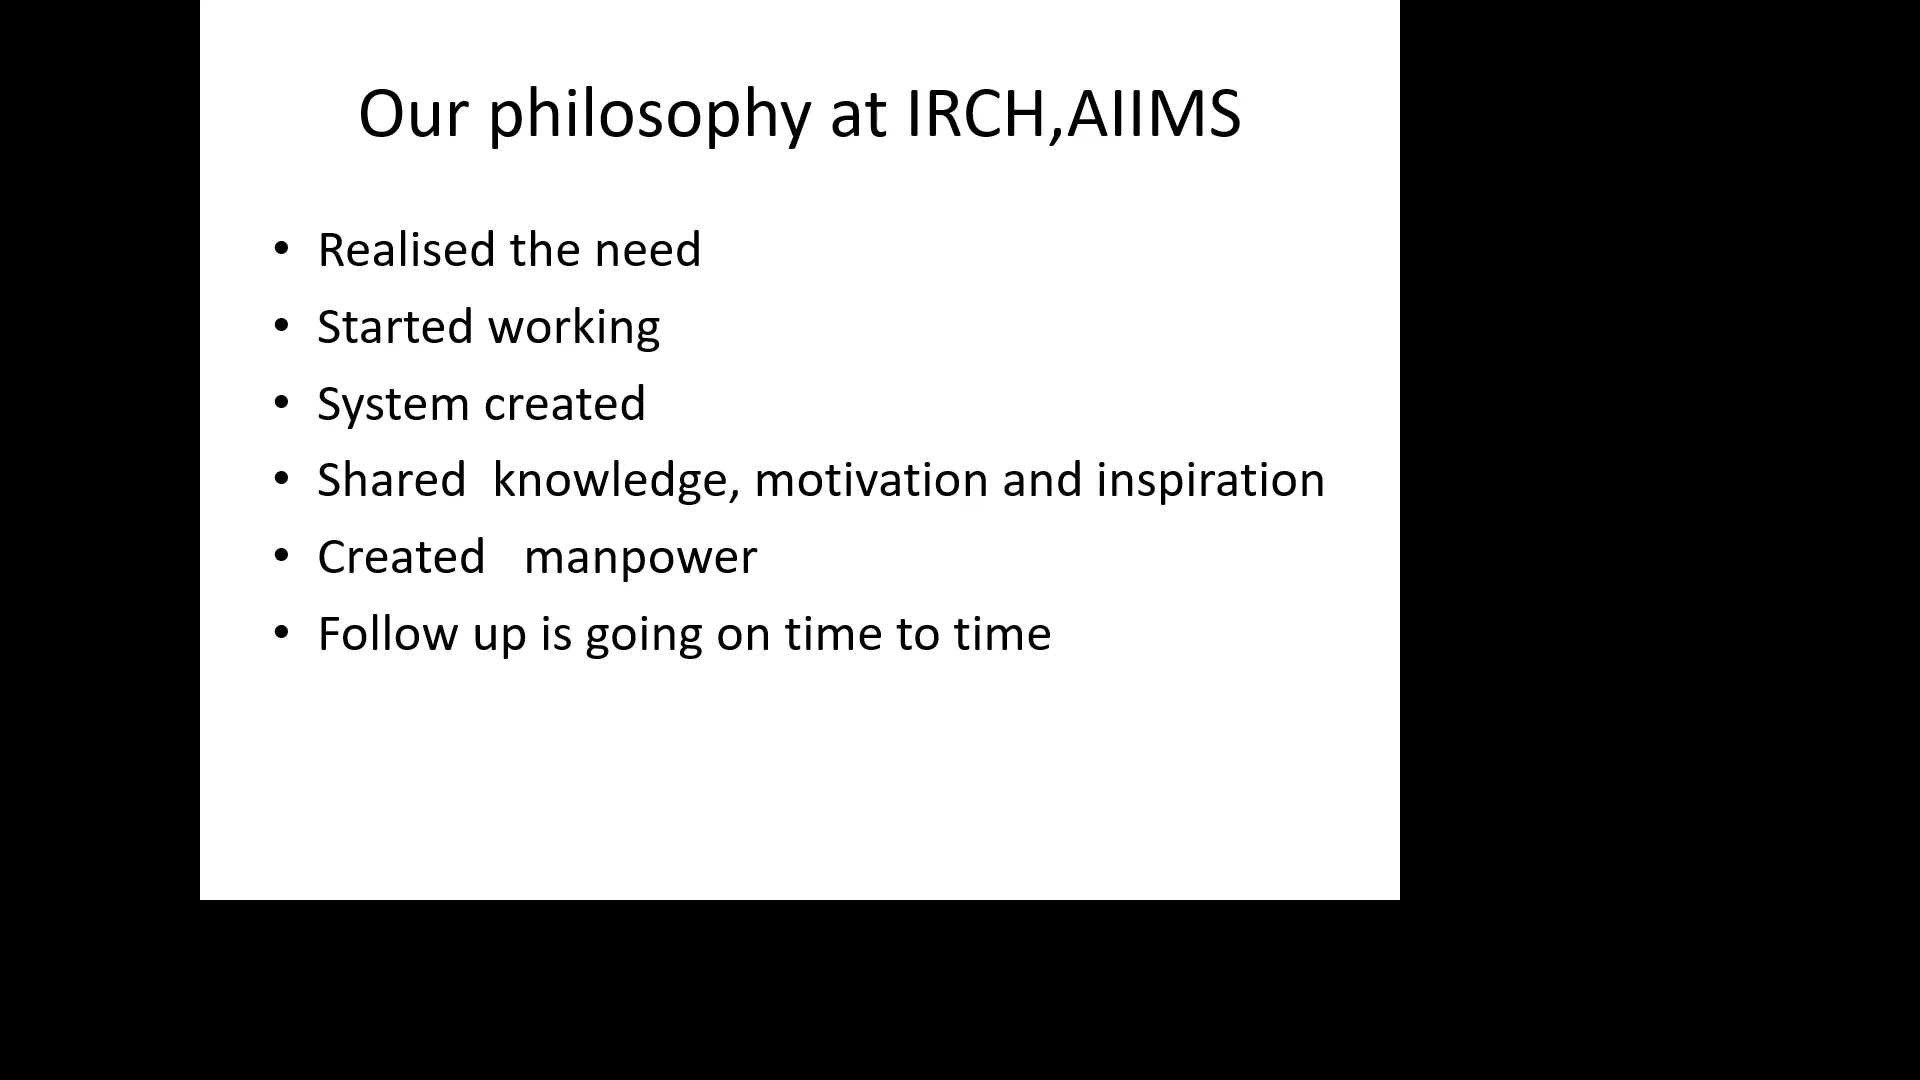 Our philosophy at IRCH,AIIMS
• Realised the need
• Started working
• System created
• Shared  knowledge, motivation and inspiration
• Created   manpower
• Follow up is going on time to time